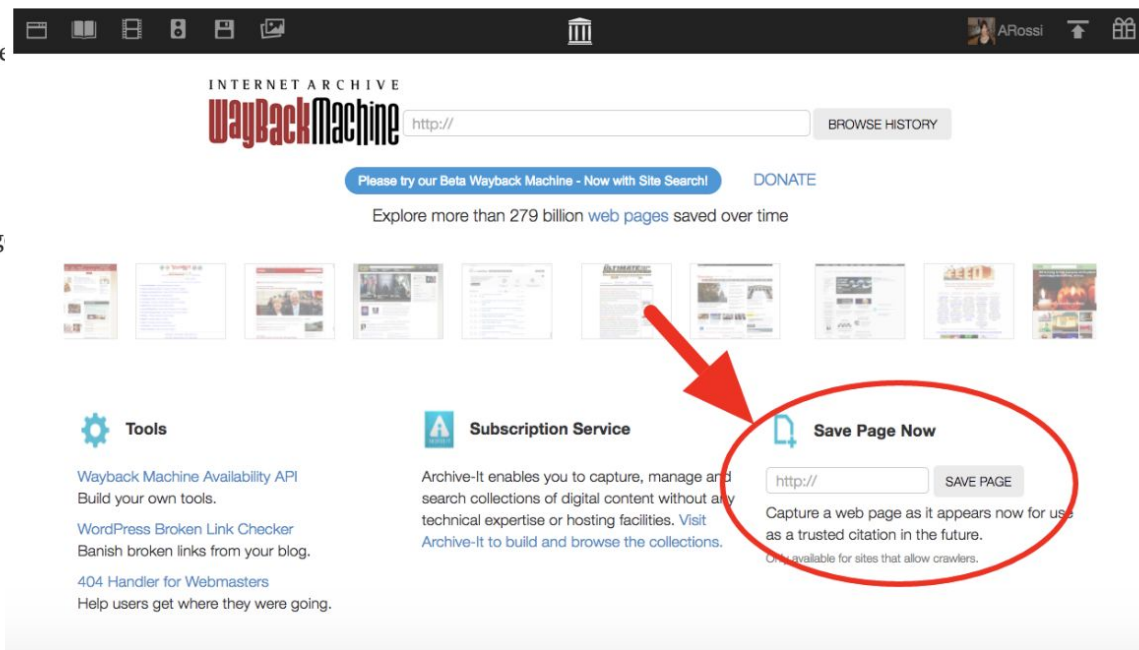 ARossi
INTERNET ARCHIVE
WayBackMachine
http://
BROWSE HISTORY
Please try our Beta Wayback Machine - Now with Site Search!
DONATE
Explore more than 279 billion web pages saved over time
Tools
Wayback Machine Availability API
Build your own tools.
WordPress Broken Link Checker
Banish broken links from your blog.
404 Handler for Webmasters
Help users get where they were going.
Subscription Service
Archive-It enables you to capture, manage and
search collections of digital content without any
technical expertise or hosting facilities. Visit
Archive-It to build and browse the collections.
Save Page Now
http://
SAVE PAGE
Capture a web page as it appears now for use
as a trusted citation in the future.
Only available for sites that allow crawlers.